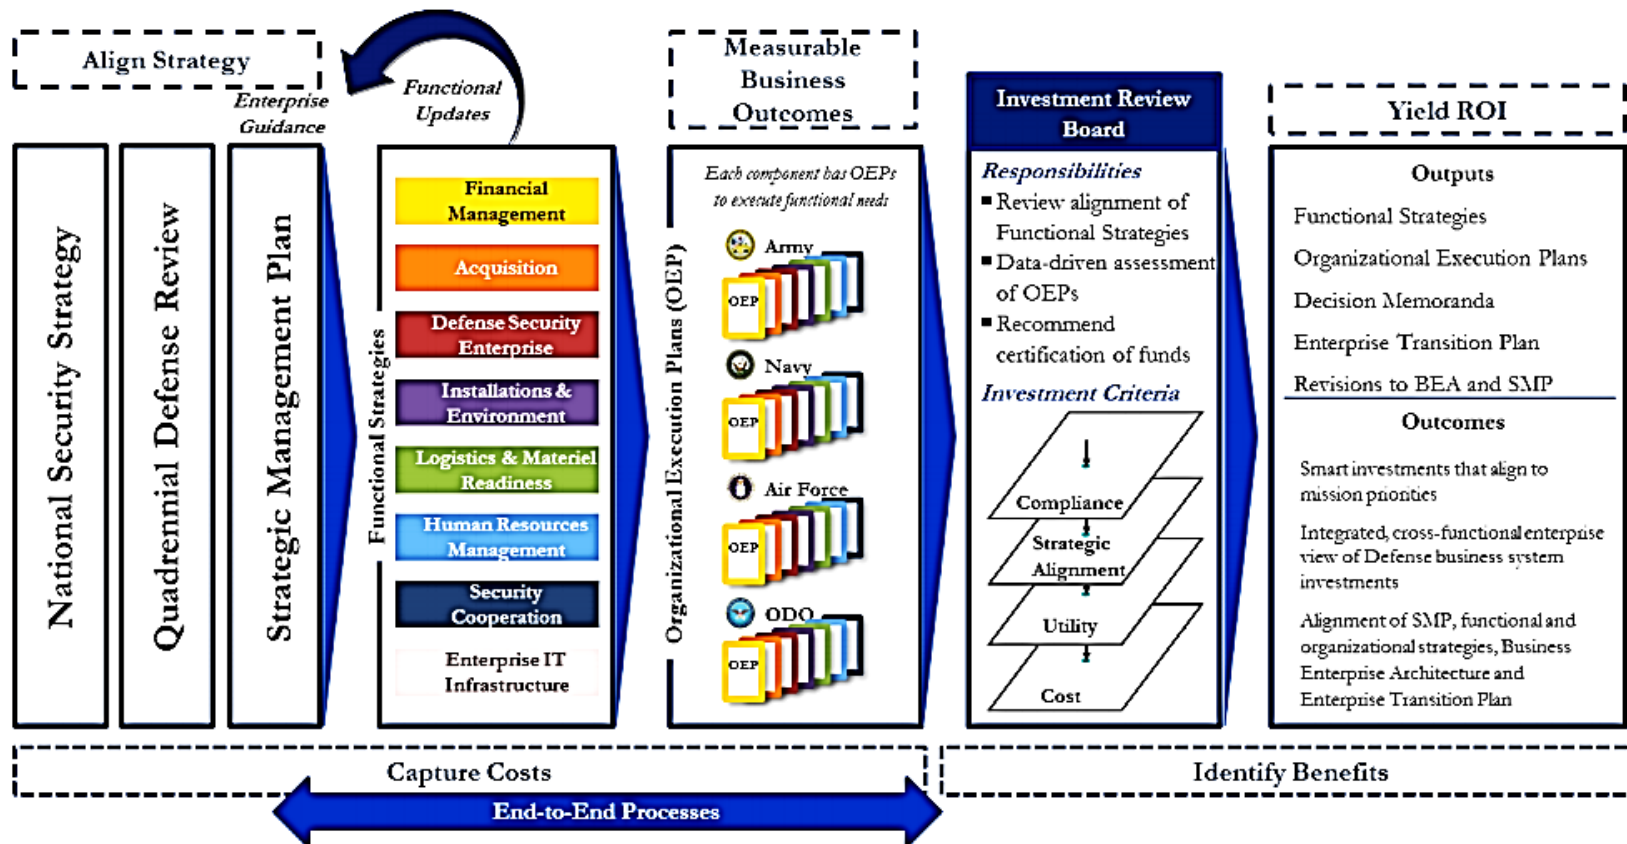 Align Strategy
Enterprise
Guidance
National Security Strategy
Quadrennial Defense Review
Strategic Management Plan
Functional
Updates
Functional Strategies
Financial
Management
Acquisition
Defense Security
Enterprise
Installations &
Environment
Logistics & Materiel
Readiness
Human Resources
Management
Security
Cooperation
Enterprise IT
Infrastructure
Measurable
Business
Outcomes
Organizational Execution Plans (OEP)
Each component has OEPs
to execute functional needs
Army
OEP
Navy
OEP
Air Force
OEP
ODO
OEP
Investment Review
Board
Responsibilities
▪ Review alignment of
Functional Strategies
▪ Data-driven assessment
of OEPs
▪ Recommend
certification of funds
Investment Criteria
Compliance
Strategic
Alignment
Utility
Cost
Yield ROI
Outputs
Functional Strategies
Organizational Execution Plans
Decision Memoranda
Enterprise Transition Plan
Revisions to BEA and SMP
Outcomes
Smart investments that align to
mission priorities
Integrated, cross-functional enterprise
view of Defense business system
investments
Alignment of SMP, functional and
organizational strategies, Business
Enterprise Architecture and
Enterprise Transition Plan
Capture Costs
Identify Benefits
End-to-End Processes